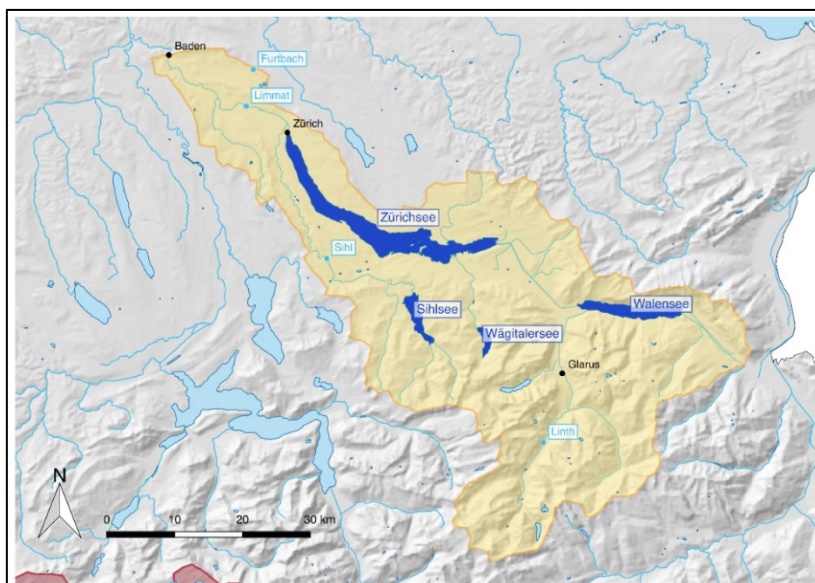 Baden
Furtbach
Limmat
Zürich
Zürichsee
Sihl
Sihlsee
Walensee
Wägitalersee
Glarus
Linth
N
0 10 20 30 km